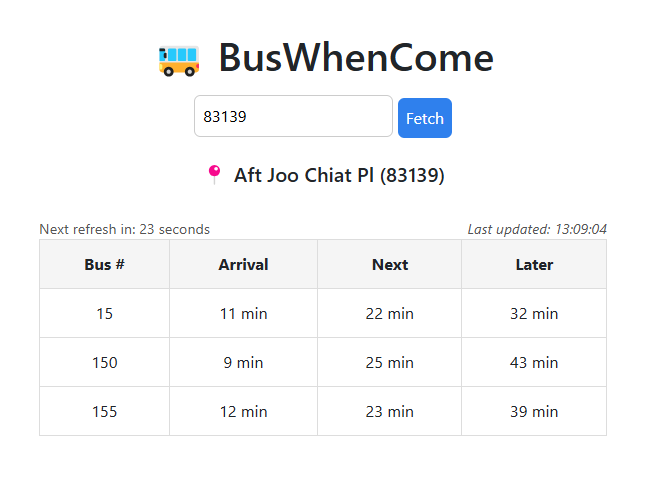 BusWhenCome
83139 Fetch
Aft Joo Chiat Pl (83139)
Next refresh in: 23 seconds Last updated: 13:09:04
Bus # Arrival Next Later
15 11 min 22 min 32 min
150 9 min 25 min 43 min
155 12 min 23 min 39 min